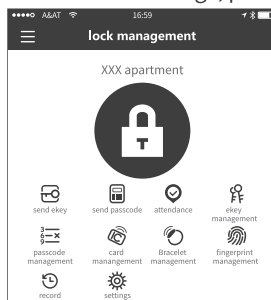 A&AT 16:59
lock management
XXX apartment
send ekey send passcode attendance ekey
management
passcode
management
card
manangement
Bracelet
management
fingerprint
management
record settings